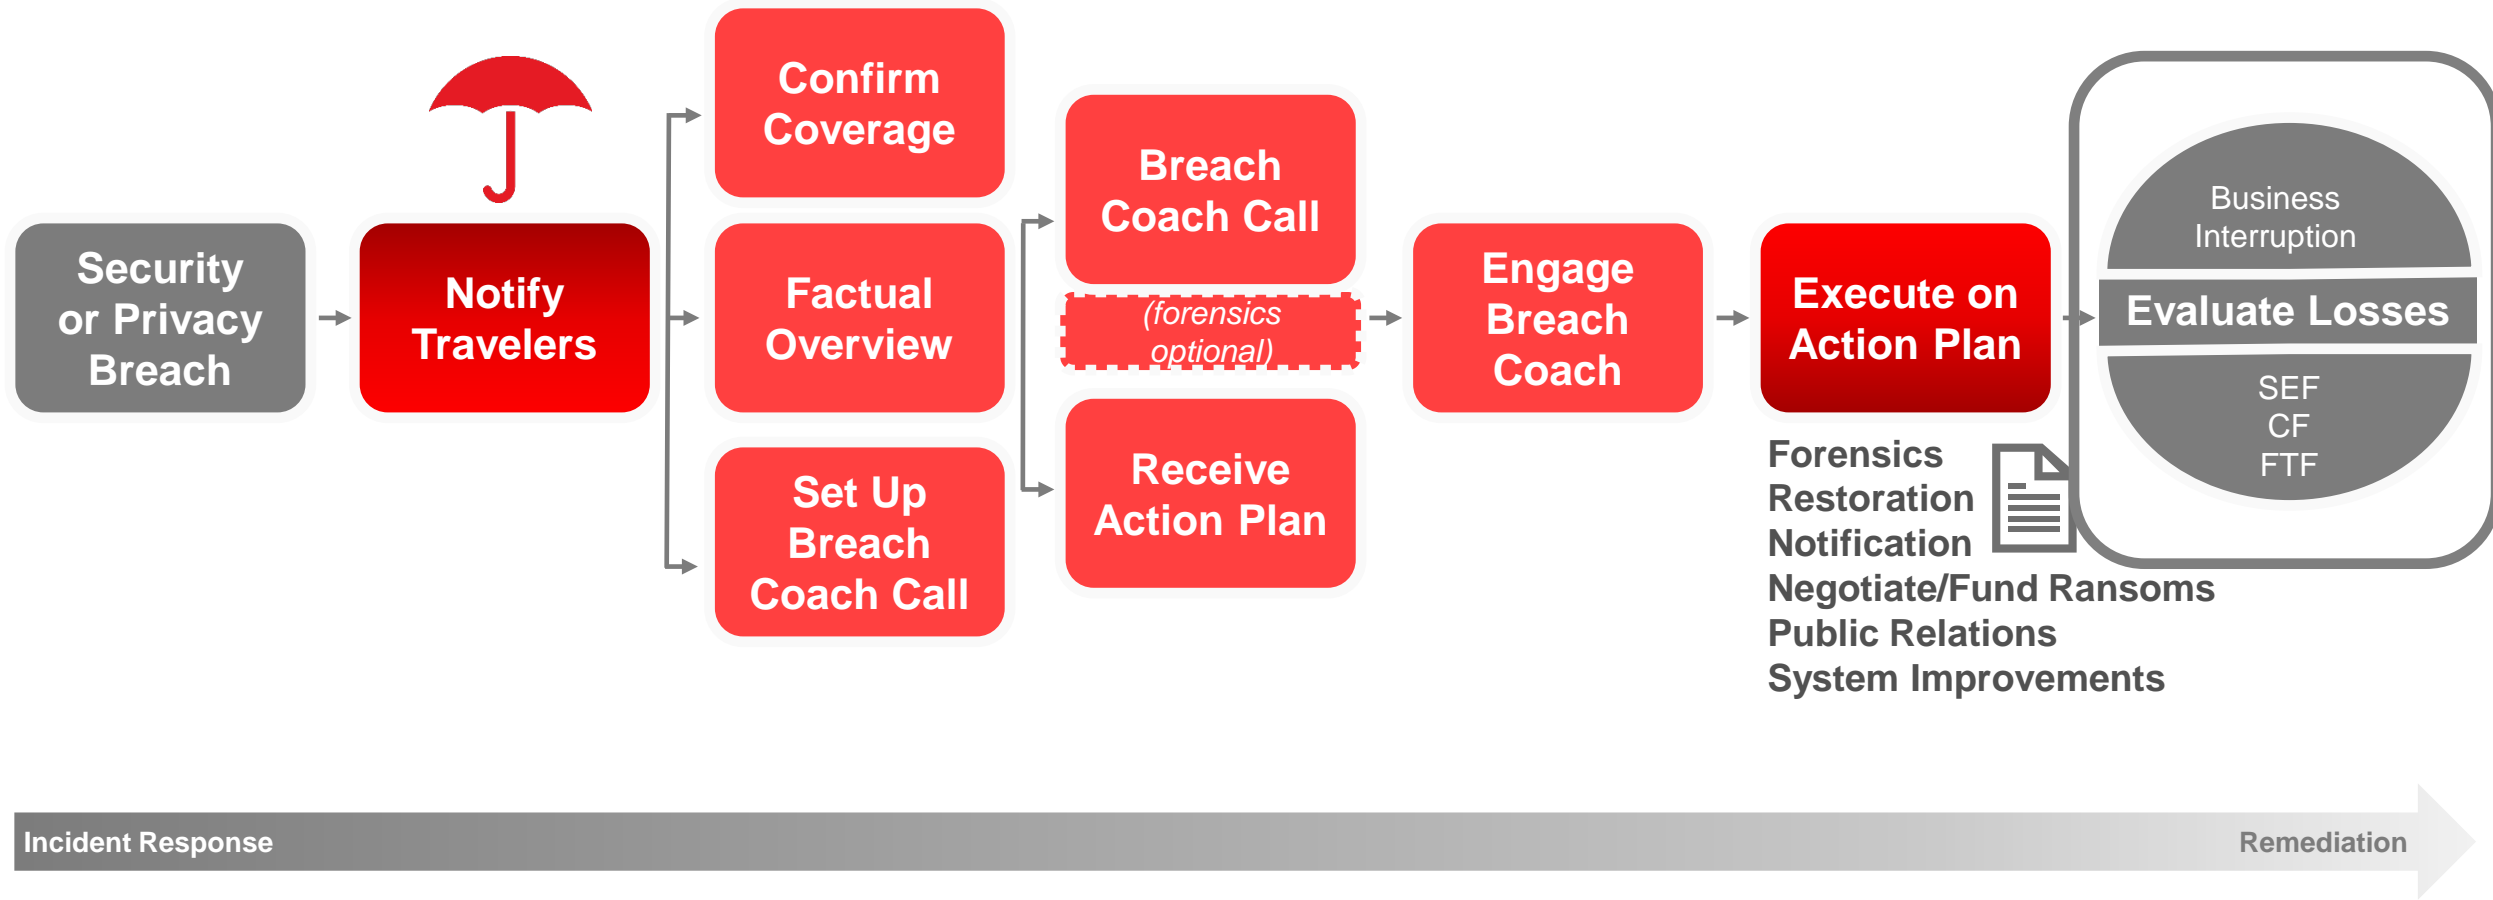 Security
or Privacy
Breach
Notify
Travelers
Confirm
Coverage
Factual
Overview
Set Up
Breach
Coach Call
Breach
Coach Call
(forensics
optional)
Receive
Action Plan
Engage
Breach
Coach
Execute on
Action Plan
Forensics
Restoration
Notification
Negotiate/Fund Ransoms
Public Relations
System Improvements
Business
Interruption
Evaluate Losses
SEF
CF
FTF
Incident Response
Remediation